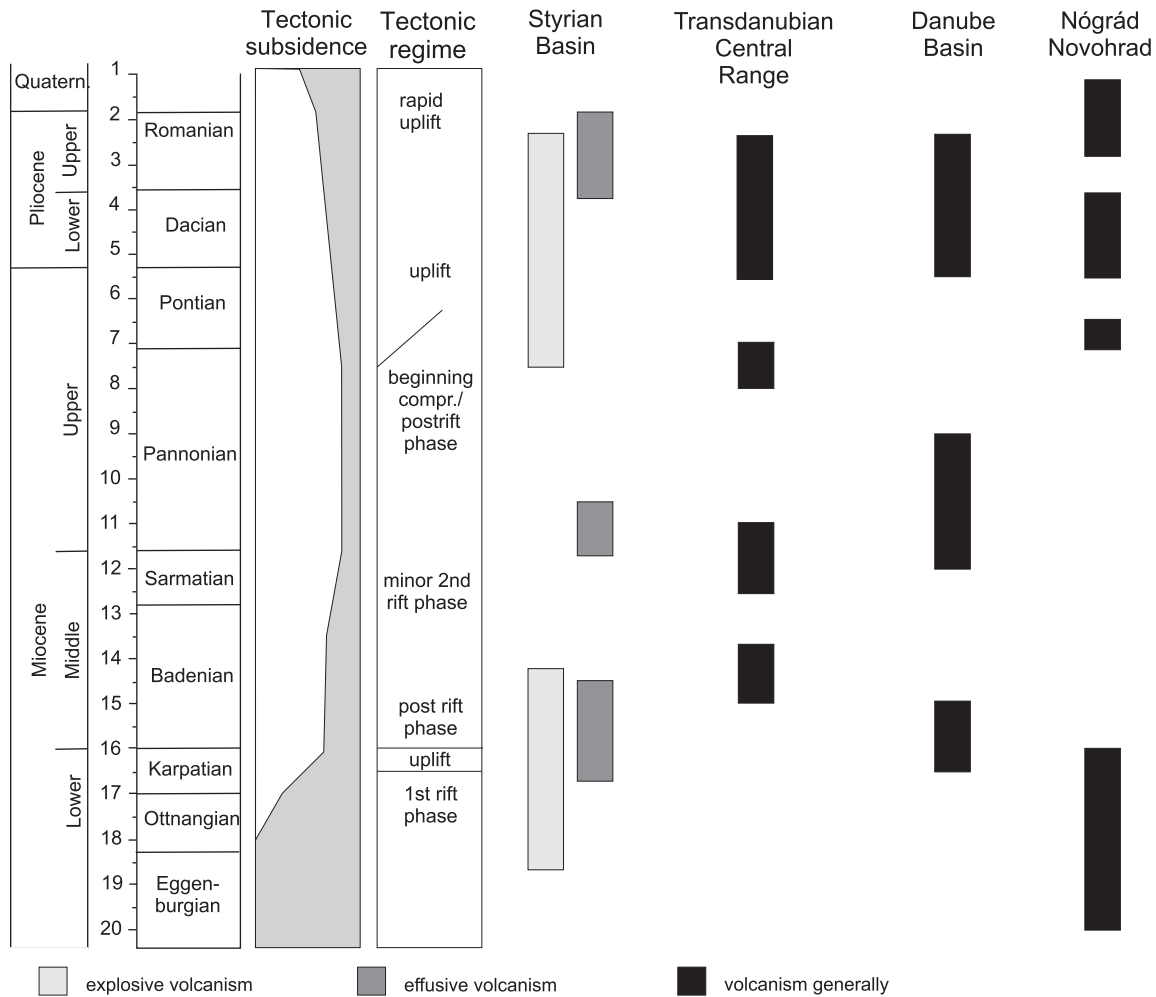 Tectonic
subsidence
Tectonic
regime
Styrian
Basin
Transdanubian
Central
Range
Danube
Basin
Nógrád
Novohrad
Quatern.
Pliocene
Upper
Lower
Miocene
Upper
Middle
Lower
1
2
3
4
5
6
7
8
9
10
11
12
13
14
15
16
17
18
19
20
Romanian
Dacian
Pontian
Pannonian
Sarmatian
Badenian
Karpatian
Ottnangian
Eggen-
burgian
rapid
uplift
uplift
beginning
compr./
postrift
phase
minor 2nd
rift phase
post rift
phase
uplift
1st rift
phase
explosive volcanism
effusive volcanism
volcanism generally